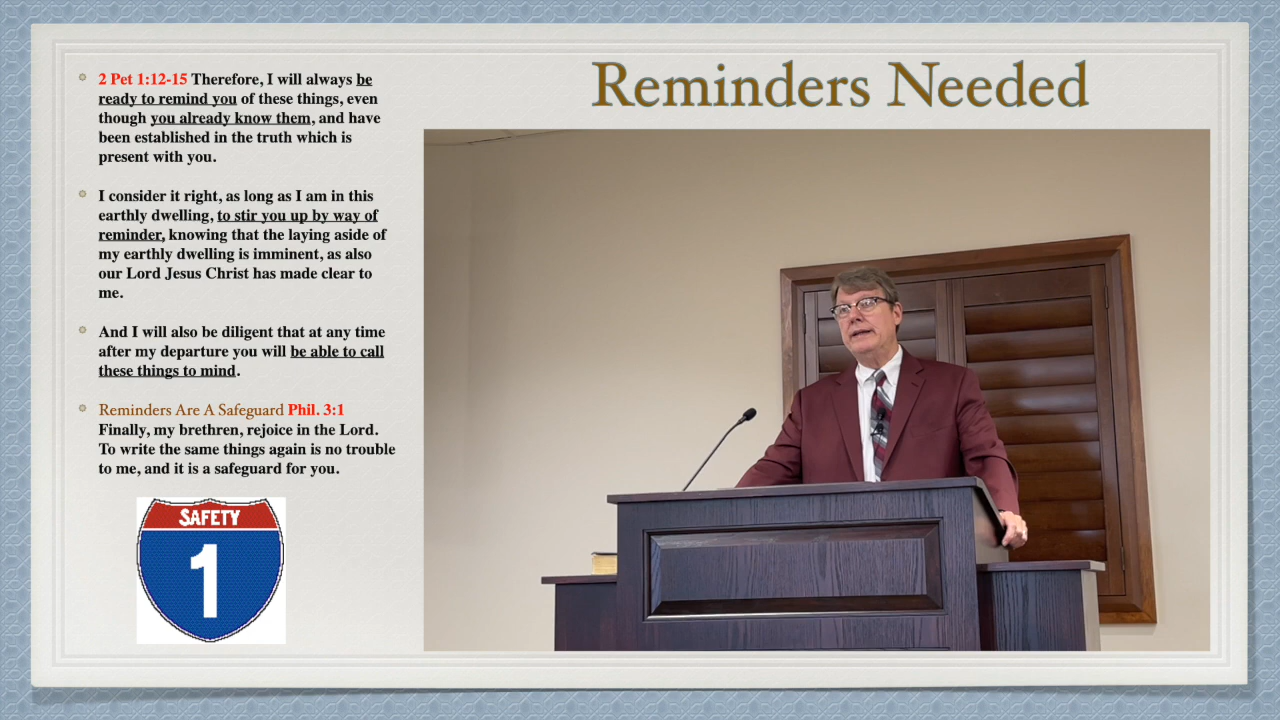 Reminders Needed
2 Pet 1:12-15 Therefore, I will always be
ready to remind you of these things, even
though you already know them, and have
been established in the truth which is
present with you.
I consider it right, as long as I am in this
earthly dwelling, to stir you up by way of
reminder, knowing that the laying aside of
my earthly dwelling is imminent, as also
our Lord Jesus Christ has made clear to
me.
And I will also be diligent that at any time
after my departure you will be able to call
these things to mind.
Reminders Are A Safeguard Phil. 3:1
Finally, my brethren, rejoice in the Lord.
To write the same things again is no trouble
to me, and it is a safeguard for you.
SAFETY
1